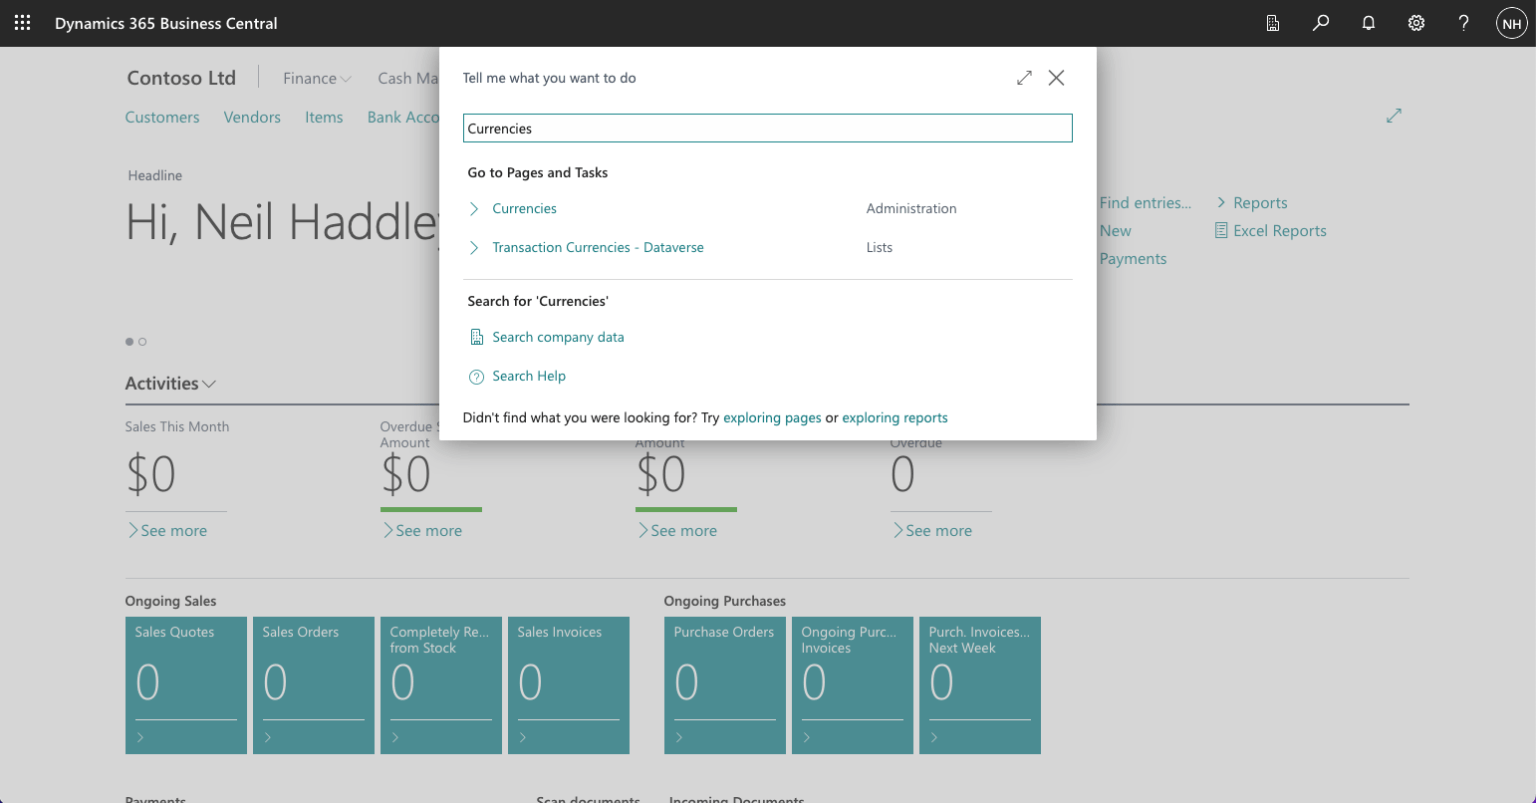 Dynamics 365 Business Central
NH
Contoso Ltd
Finance
Cash Ma
Customers
Vendors
Items
Bank Acco
Headline
Hi, Neil Haddley
Tell me what you want to do
Currencies
Go to Pages and Tasks
Currencies
Administration
Transaction Currencies - Dataverse
Lists
Search for 'Currencies'
Search company data
Search Help
Didn't find what you were looking for? Try exploring pages or exploring reports
Find entries...
New
Payments
Reports
Excel Reports
Activities
Sales This Month
$0
See more
Overdue S
Amount
$0
See more
Amount
$0
See more
Overdue
0
See more
Ongoing Sales
Sales Quotes
0
Sales Orders
0
Completely Re...
from Stock
0
Sales Invoices
0
Ongoing Purchases
Purchase Orders
0
Ongoing Purc...
Invoices
0
Purch. Invoices...
Next Week
0
Payments
Scan documents
Incoming Documents